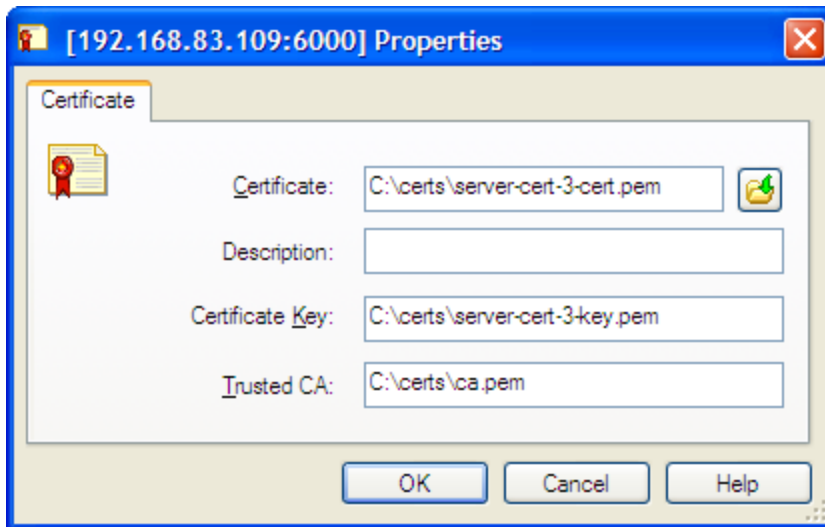 [192.168.83.109:6000] Properties
Certificate
Certificate: C:\certs\server-cert-3-cert.pem
Description:
Certificate Key: C:\certs\server-cert-3-key.pem
Trusted CA: C:\certs\ca.pem
OK Cancel Help